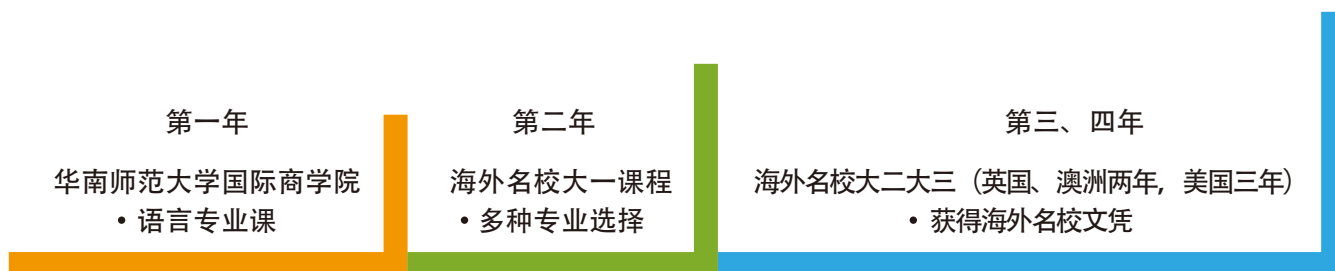 第一年
华南师范大学国际商学院
• 语言专业课
第二年
海外名校大一课程
• 多种专业选择
第三、四年
海外名校大二大三（英国、澳洲两年，美国三年）
• 获得海外名校文凭